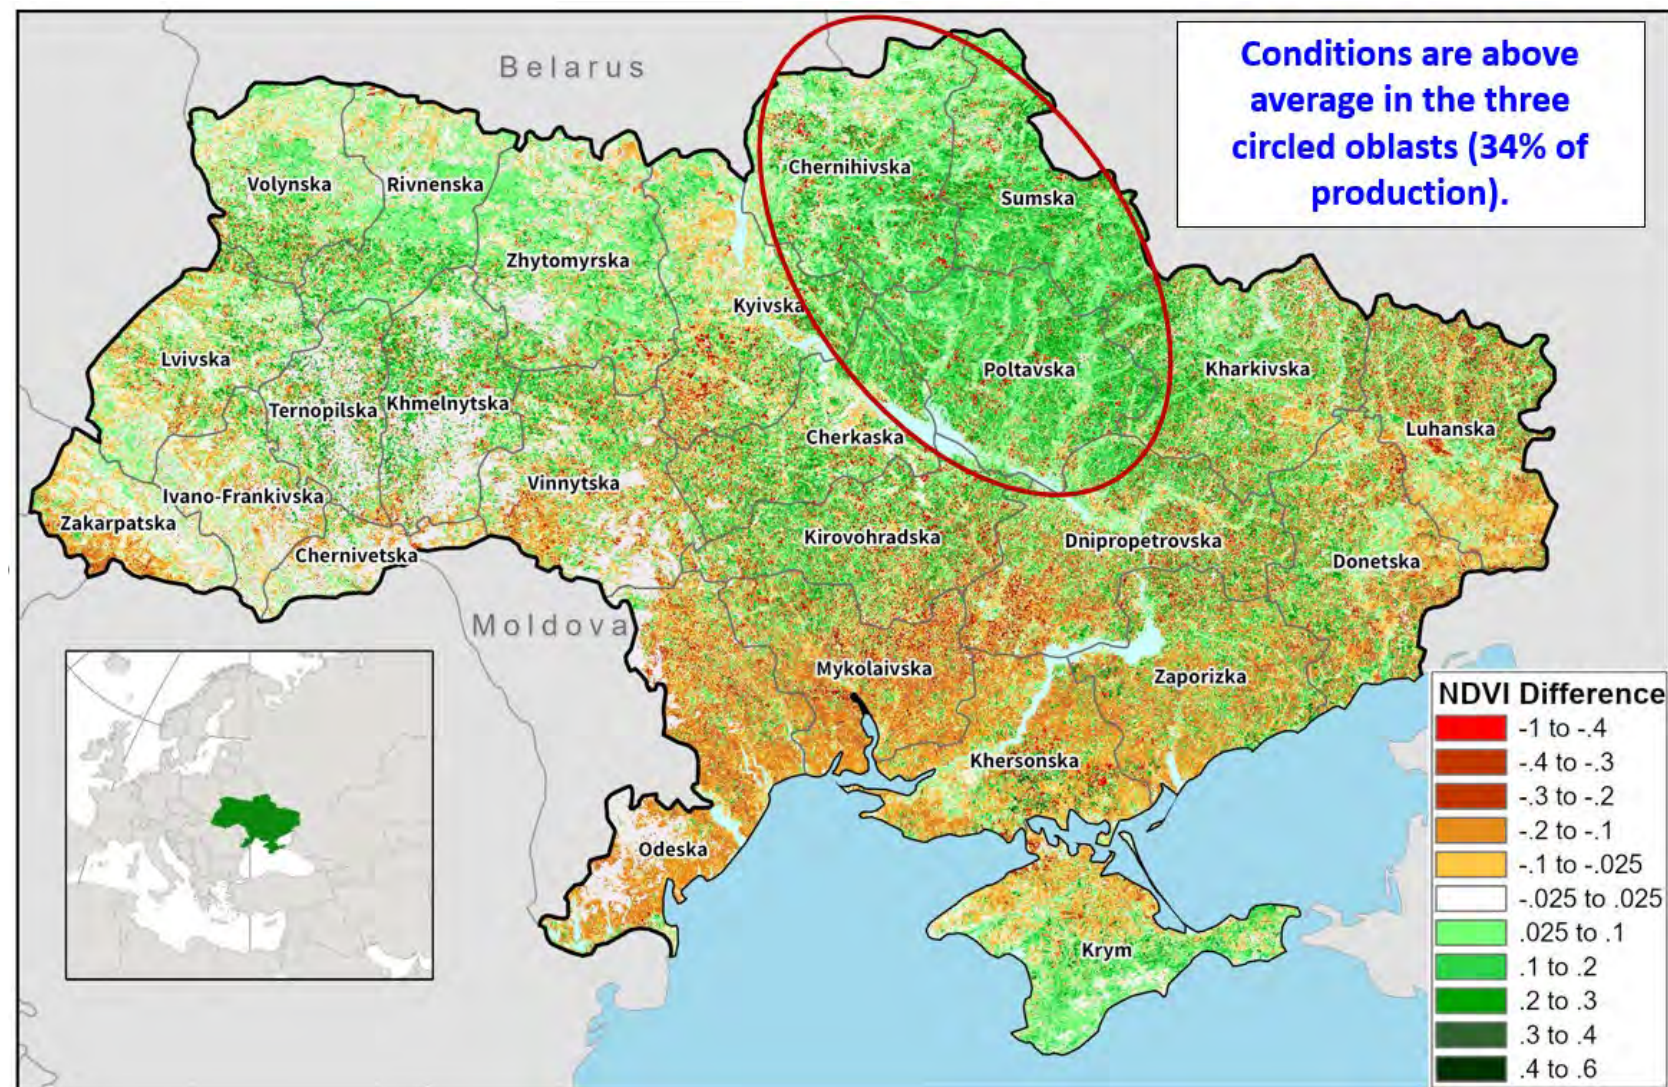 Belarus
Conditions are above
average in the three
circled oblasts (34% of
production).
Chernihivska
Volynska
Rivnenska
Sumska
Zhytomyrska
Kyivska
Lvivska
Poltavska
Kharkivska
Ternopilska
Khmelnytska
Cherkaska
Luhanska
Vinnytska
Ivano-Frankivska
Zakarpatska
Kirovohradska
Dnipropetrovska
Chernivetska
Donetska
Moldova
Mykolaivska
Zaporizka
Khersonska
Odeska
Krym
NDVI Difference
-1 to -.4
-.4 to -.3
-.3 to -.2
-.2 to -.1
-.1 to -.025
-.025 to .025
.025 to .1
.1 to .2
.2 to .3
.3 to .4
.4 to .6